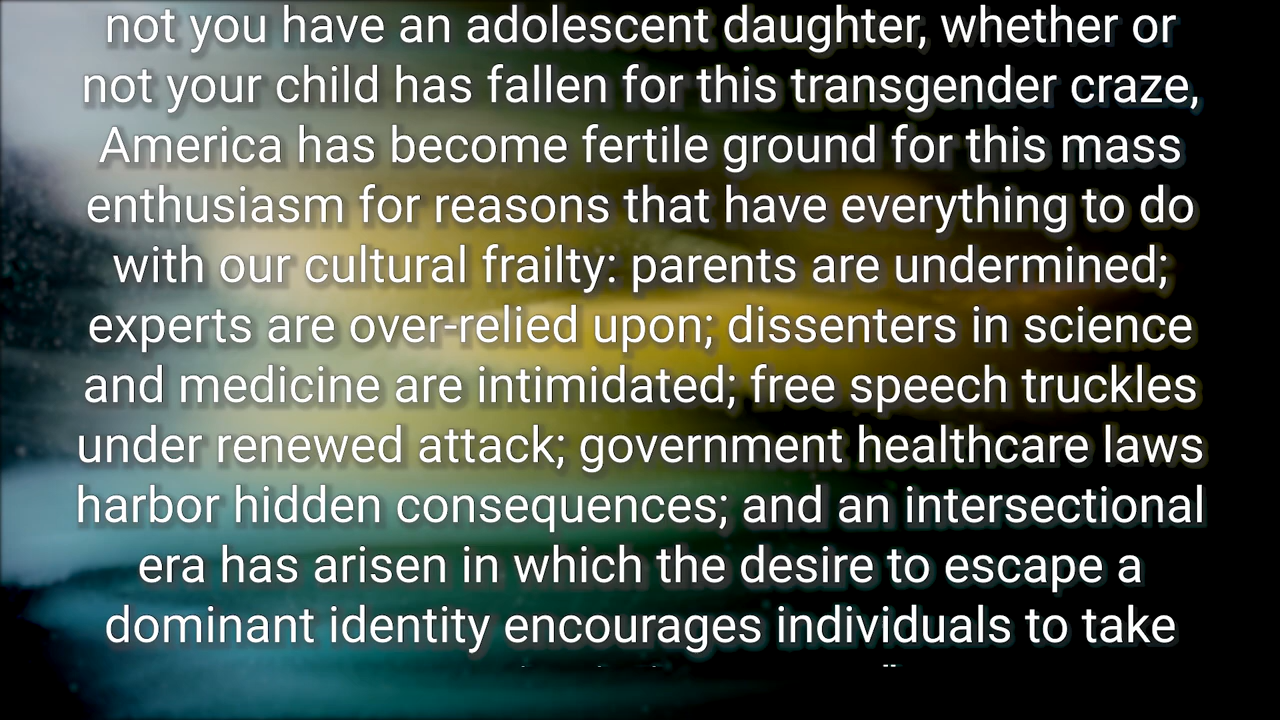 not you have an adolescent daughter, whether or
not your child has fallen for this transgender craze,
America has become fertile ground for this mass
enthusiasm for reasons that have everything to do
with our cultural frailty: parents are undermined;
experts are over-relied upon; dissenters in science
and medicine are intimidated; free speech truckles
under renewed attack; government healthcare laws
harbor hidden consequences; and an intersectional
era has arisen in which the desire to escape a
dominant identity encourages individuals to take